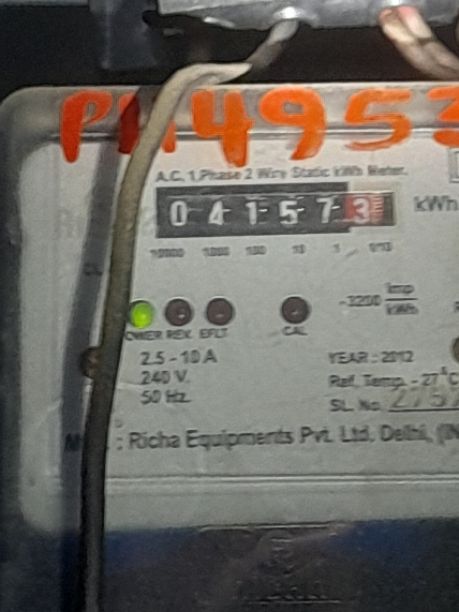 4953
A.C. 1 Phase 2 Wire Static kWh Meter.
041573 kWh
10000 1000 100 10 1 1/10
POWER REV. EFLT CAL
-3200 Imp/kWh
2.5-10 A
240 V.
50 Hz.
YEAR : 2012
Ref. Temp. - 27°C
SL. No.
: Richa Equipments Pvt. Ltd. Delhi,